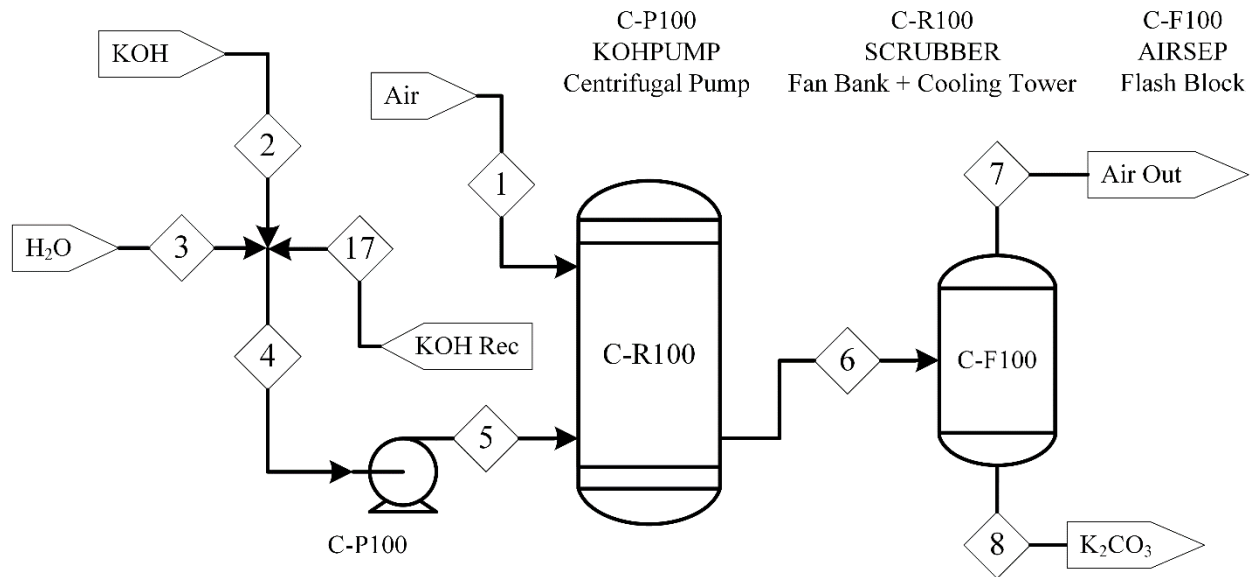 C-P100
KOHPUMP
Centrifugal Pump
C-R100
SCRUBBER
Fan Bank + Cooling Tower
C-F100
AIRSEP
Flash Block
KOH
Air
2
1
7
Air Out
H₂O
3
17
4
KOH Rec
C-R100
6
C-F100
5
C-P100
8
K₂CO₃